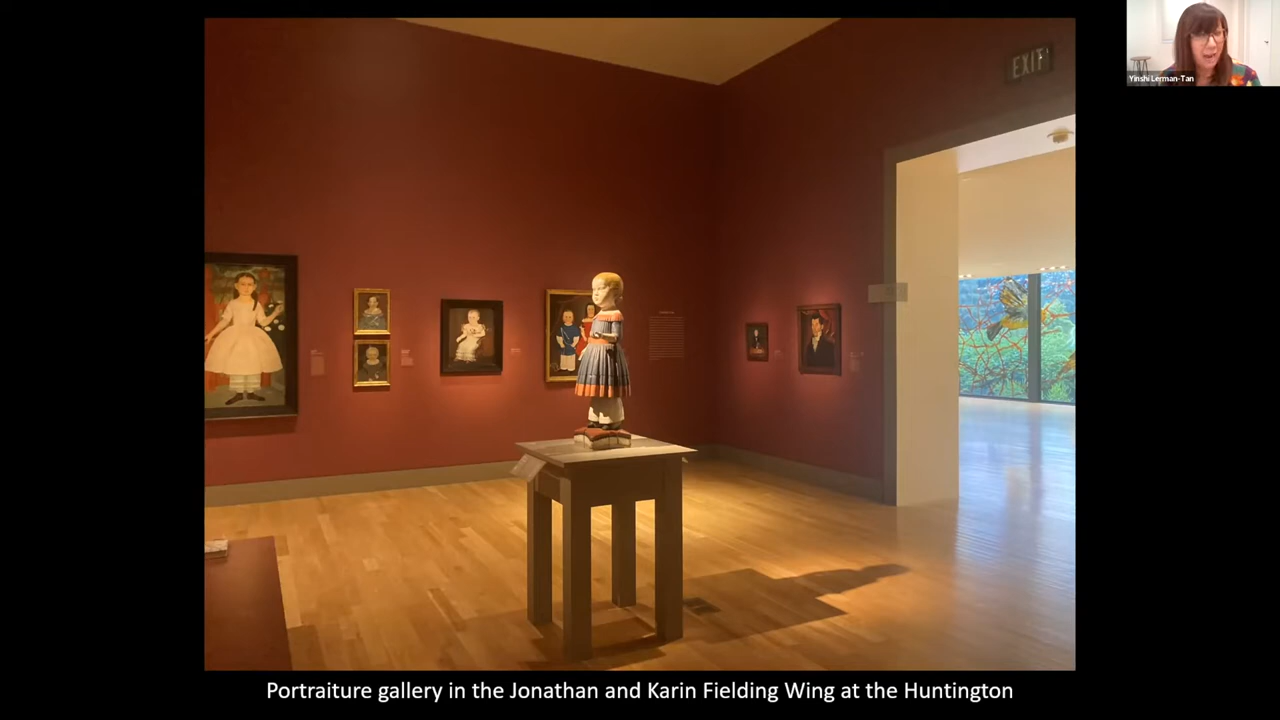 EXIT
Yinshi Lerman-Tan
Portraiture gallery in the Jonathan and Karin Fielding Wing at the Huntington